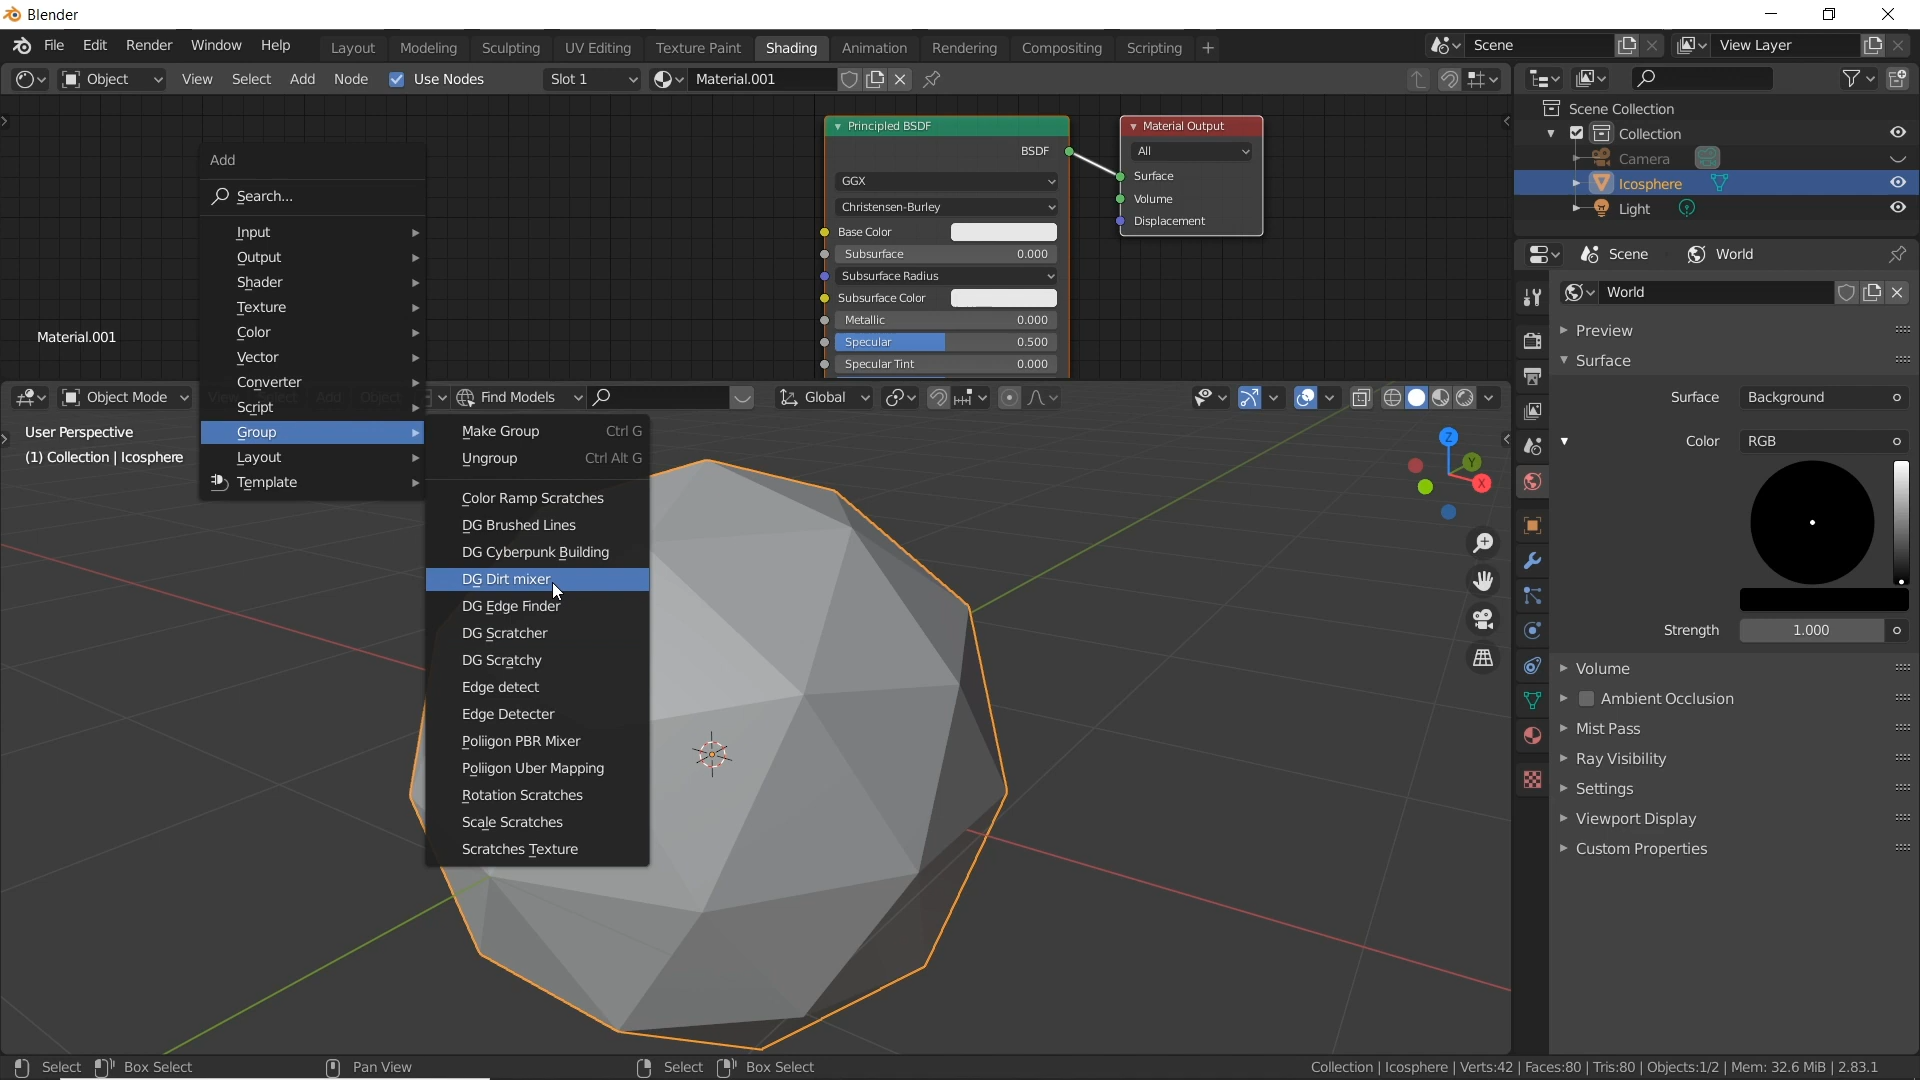 Blender
File Edit Render Window Help Layout Modeling Sculpting UV Editing Texture Paint Shading Animation Rendering Compositing Scripting + Scene View Layer
Object View Select Add Node Use Nodes Slot 1 Material.001
Principled BSDF
BSDF
GGX
Christensen-Burley
Base Color
Subsurface 0.000
Subsurface Radius
Subsurface Color
Metallic 0.000
Specular 0.500
Specular Tint 0.000
Material Output
All
Surface
Volume
Displacement
Material.001
Add
Search...
Input
Output
Shader
Texture
Color
Vector
Converter
Script
Group
Layout
Template
Make Group Ctrl G
Ungroup Ctrl Alt G
Color Ramp Scratches
DG Brushed Lines
DG Cyberpunk Building
DG Dirt mixer
DG Edge Finder
DG Scratcher
DG Scratchy
Edge detect
Edge Detecter
Poliigon PBR Mixer
Poliigon Uber Mapping
Rotation Scratches
Scale Scratches
Scratches Texture
Object Mode View Select Add Object Find Models Global
User Perspective
(1) Collection | Icosphere
Z
Y
X
Scene Collection
Collection
Camera
Icosphere
Light
Scene World
World
Preview
Surface
Surface Background
Color RGB
Strength 1.000
Volume
Ambient Occlusion
Mist Pass
Ray Visibility
Settings
Viewport Display
Custom Properties
Select Box Select Pan View Select Box Select Collection | Icosphere | Verts:42 | Faces:80 | Tris:80 | Objects:1/2 | Mem: 32.6 MiB | 2.83.1